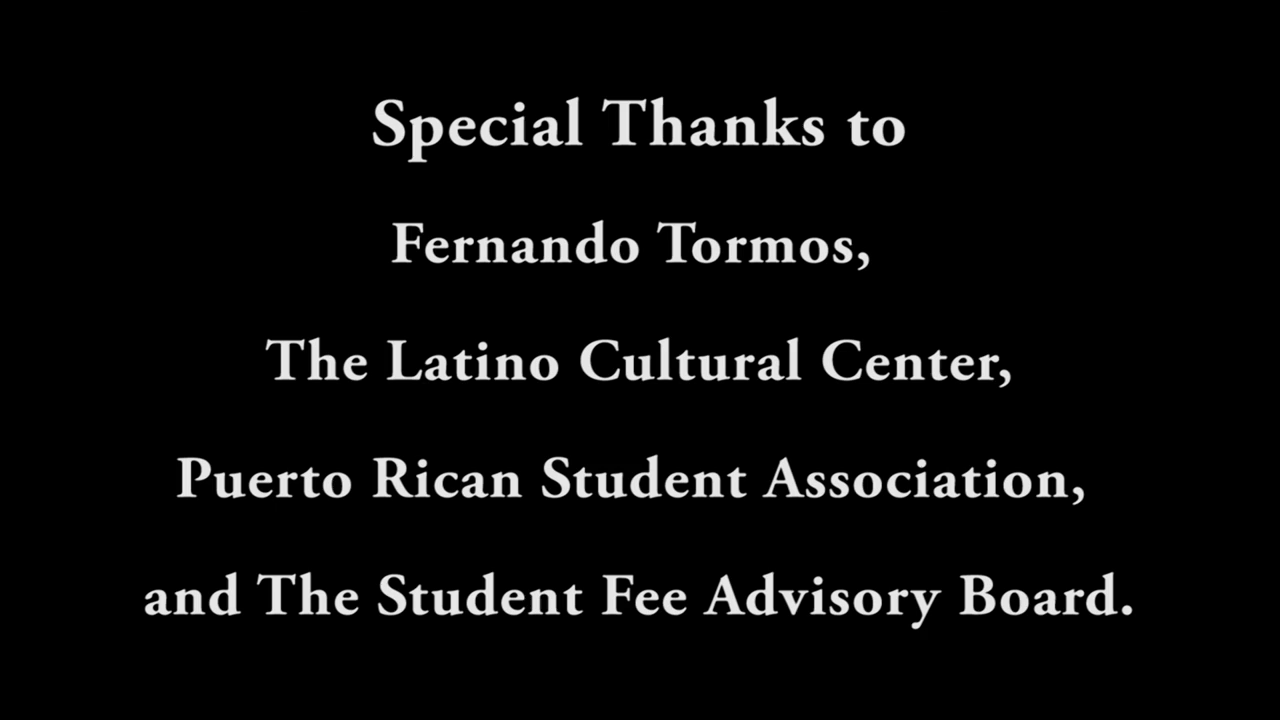 Special Thanks to
Fernando Tormos,
The Latino Cultural Center,
Puerto Rican Student Association,
and The Student Fee Advisory Board.